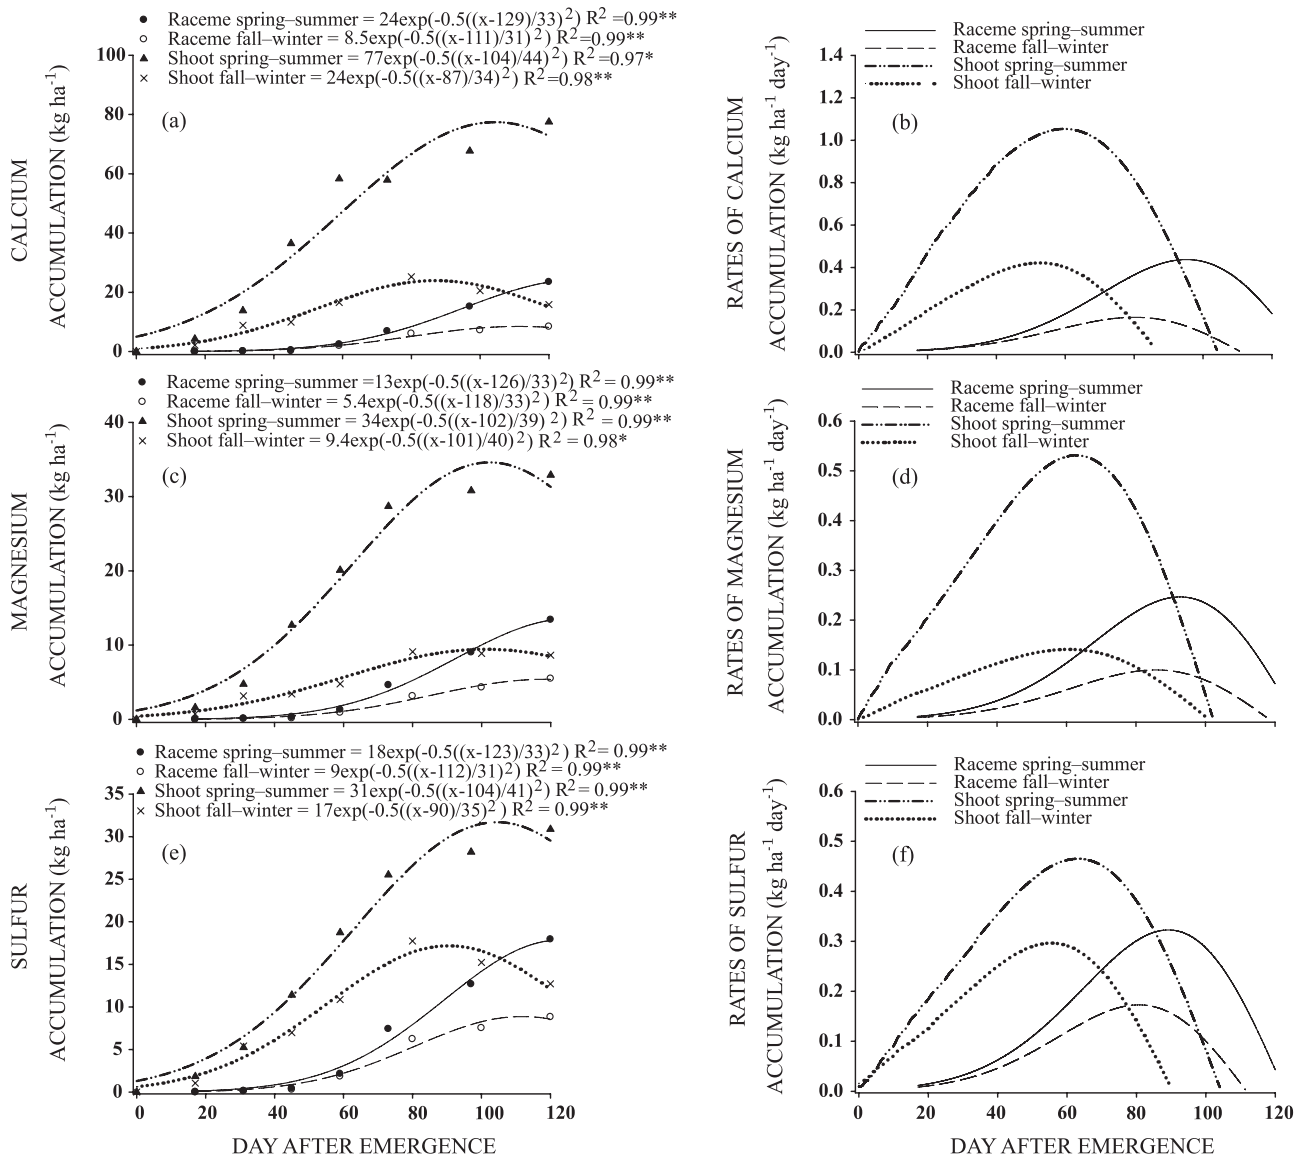 Raceme spring–summer = 24exp(-0.5((x-129)/33)²) R² =0.99**
Raceme fall–winter = 8.5exp(-0.5((x-111)/31)²) R²=0.99**
Shoot spring–summer = 77exp(-0.5((x-104)/44)²) R²=0.97*
Shoot fall–winter = 24exp(-0.5((x-87)/34)²) R²=0.98**
CALCIUM
ACCUMULATION (kg ha⁻¹)
100
80
60
40
20
0
(a)
Raceme spring–summer
Raceme fall–winter
Shoot spring–summer
Shoot fall–winter
RATES OF CALCIUM
ACCUMULATION (kg ha⁻¹ day⁻¹)
1.4
1.2
1.0
0.8
0.6
0.4
0.2
0.0
(b)
Raceme spring–summer =13exp(-0.5((x-126)/33)²) R²= 0.99**
Raceme fall–winter = 5.4exp(-0.5((x-118)/33)²) R²= 0.99**
Shoot spring–summer = 34exp(-0.5((x-102)/39) ²) R² = 0.99**
Shoot fall–winter = 9.4exp(-0.5((x-101)/40)²) R² = 0.98*
MAGNESIUM
ACCUMULATION (kg ha⁻¹)
40
30
20
10
0
(c)
Raceme spring–summer
Raceme fall–winter
Shoot spring–summer
Shoot fall–winter
RATES OF MAGNESIUM
ACCUMULATION (kg ha⁻¹ day⁻¹)
0.6
0.5
0.4
0.3
0.2
0.1
0.0
(d)
Raceme spring–summer = 18exp(-0.5((x-123)/33)²) R²= 0.99**
Raceme fall–winter = 9exp(-0.5((x-112)/31)²) R² = 0.99**
Shoot spring–summer = 31exp(-0.5((x-104)/41)²) R² = 0.99**
Shoot fall–winter = 17exp(-0.5((x-90)/35)²) R² = 0.99**
SULFUR
ACCUMULATION (kg ha⁻¹)
35
30
25
20
15
10
5
0
(e)
0 20 40 60 80 100 120
DAY AFTER EMERGENCE
Raceme spring–summer
Raceme fall–winter
Shoot spring–summer
Shoot fall–winter
RATES OF SULFUR
ACCUMULATION (kg ha⁻¹ day⁻¹)
0.6
0.5
0.4
0.3
0.2
0.1
0.0
(f)
0 20 40 60 80 100 120
DAY AFTER EMERGENCE